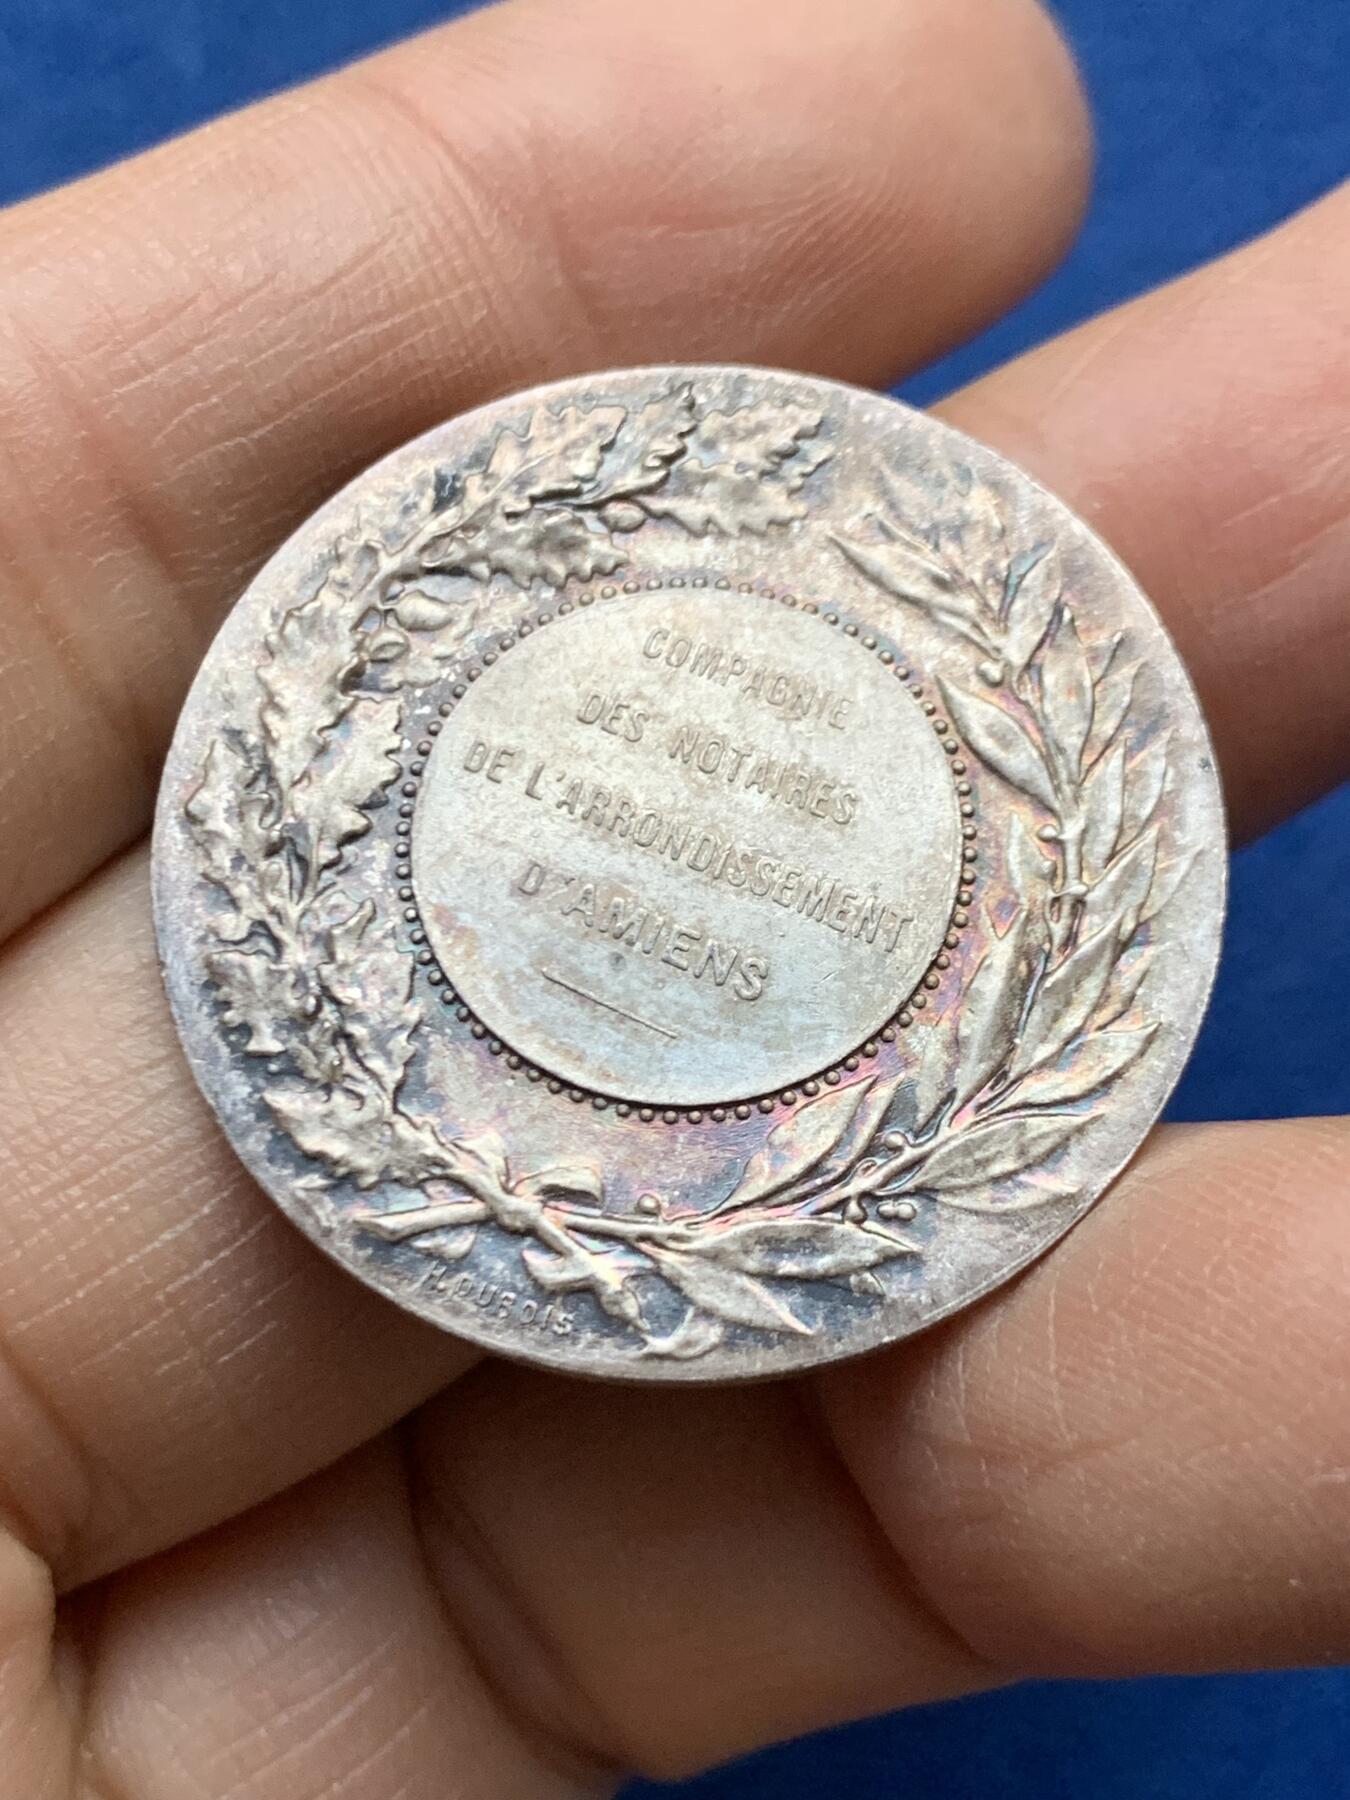 COMPAGNIE
DES NOTAIRES
DE L'ARRONDISSEMENT
D'AMIENS
H. DUBOIS